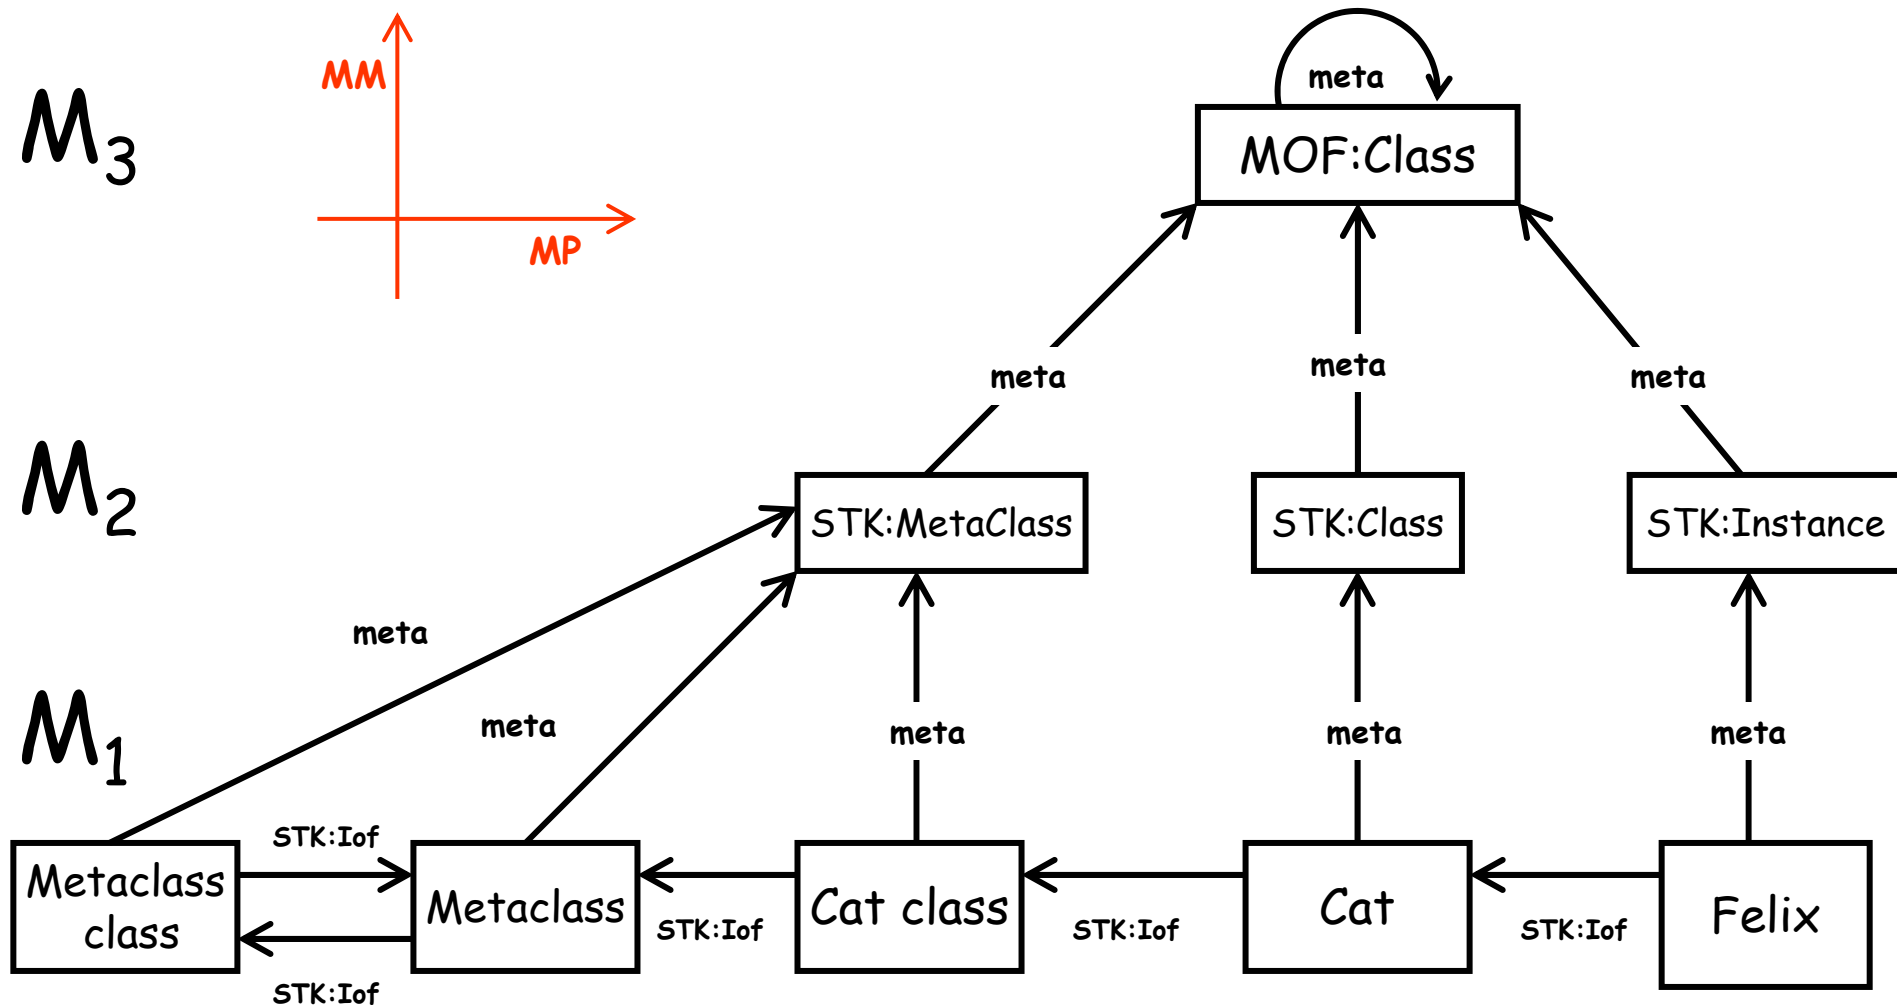 MM
meta
M3
MOF:Class
MP
meta
meta
meta
M2
STK:MetaClass
STK:Class
STK:Instance
meta
meta
meta
meta
meta
M1
STK:Iof
Metaclass
class
Metaclass
Cat class
Cat
Felix
STK:Iof
STK:Iof
STK:Iof
STK:Iof